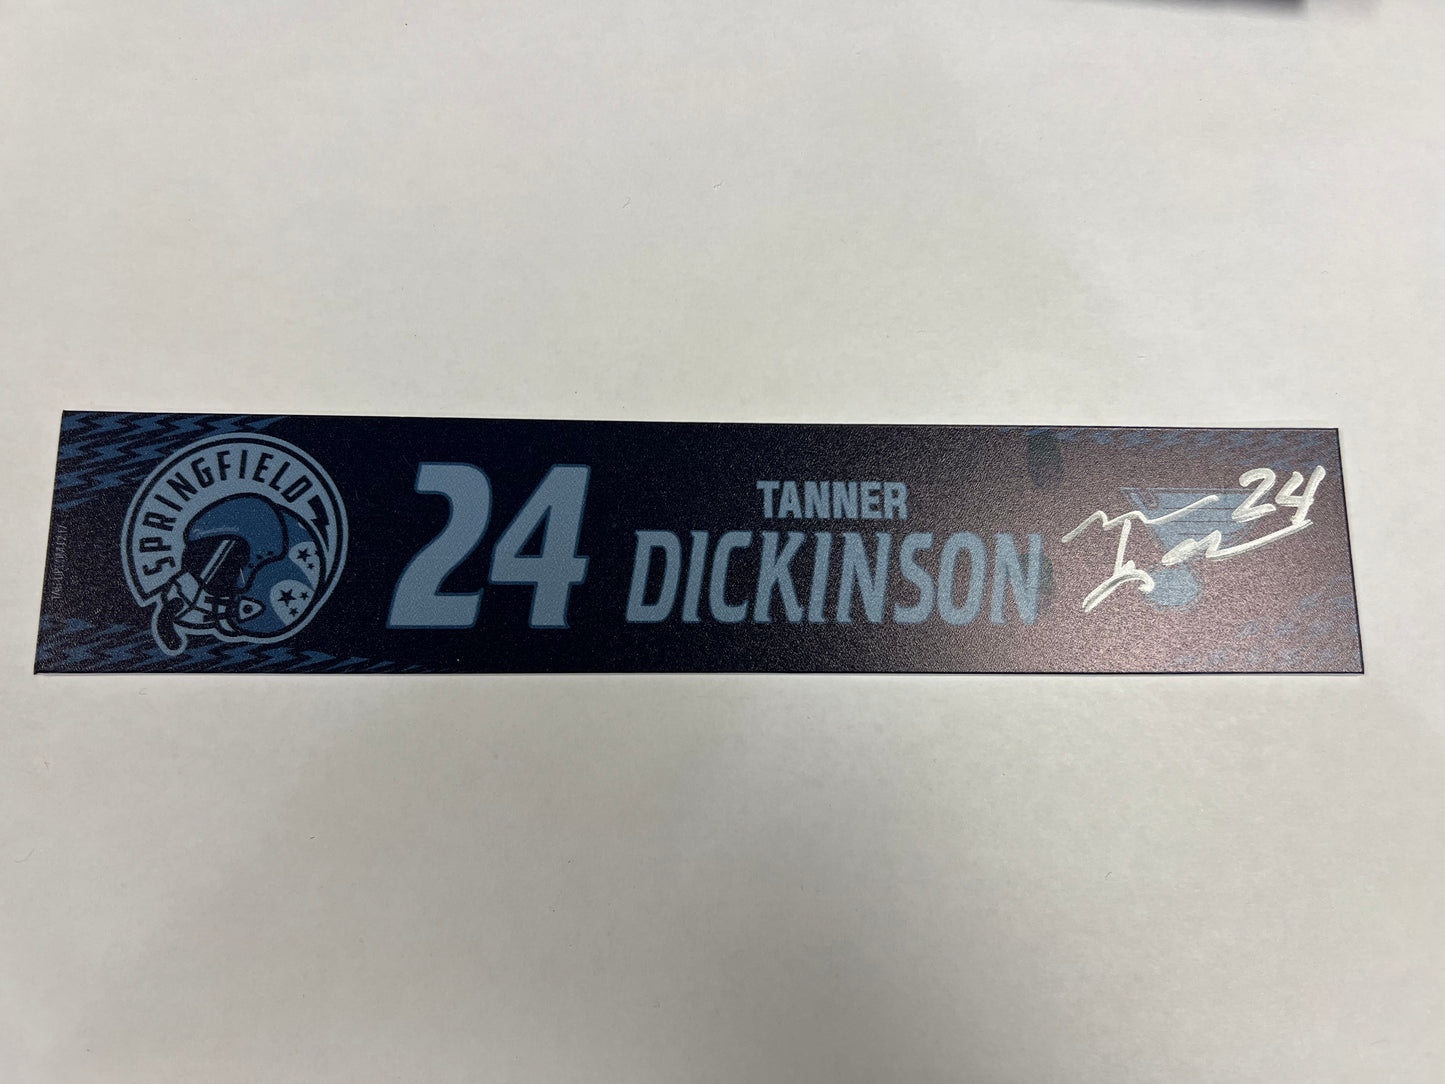 SPRINGFIELD
24
TANNER
DICKINSON
24